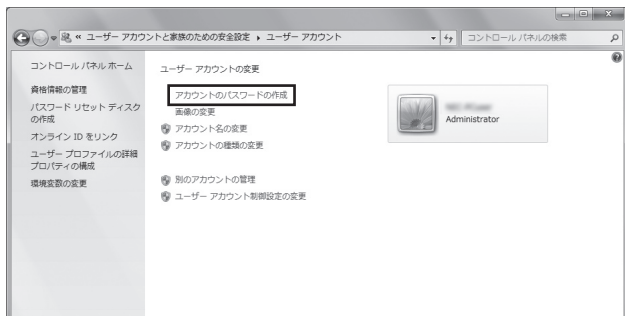 « ユーザー アカウントと家族のための安全設定 ▸ ユーザー アカウント
コントロール パネルの検索
コントロール パネル ホーム
資格情報の管理
パスワード リセット ディスク
の作成
オンライン ID をリンク
ユーザー プロファイルの詳細
プロパティの構成
環境変数の変更
ユーザー アカウントの変更
アカウントのパスワードの作成
画像の変更
アカウント名の変更
アカウントの種類の変更
別のアカウントの管理
ユーザー アカウント制御設定の変更
Administrator